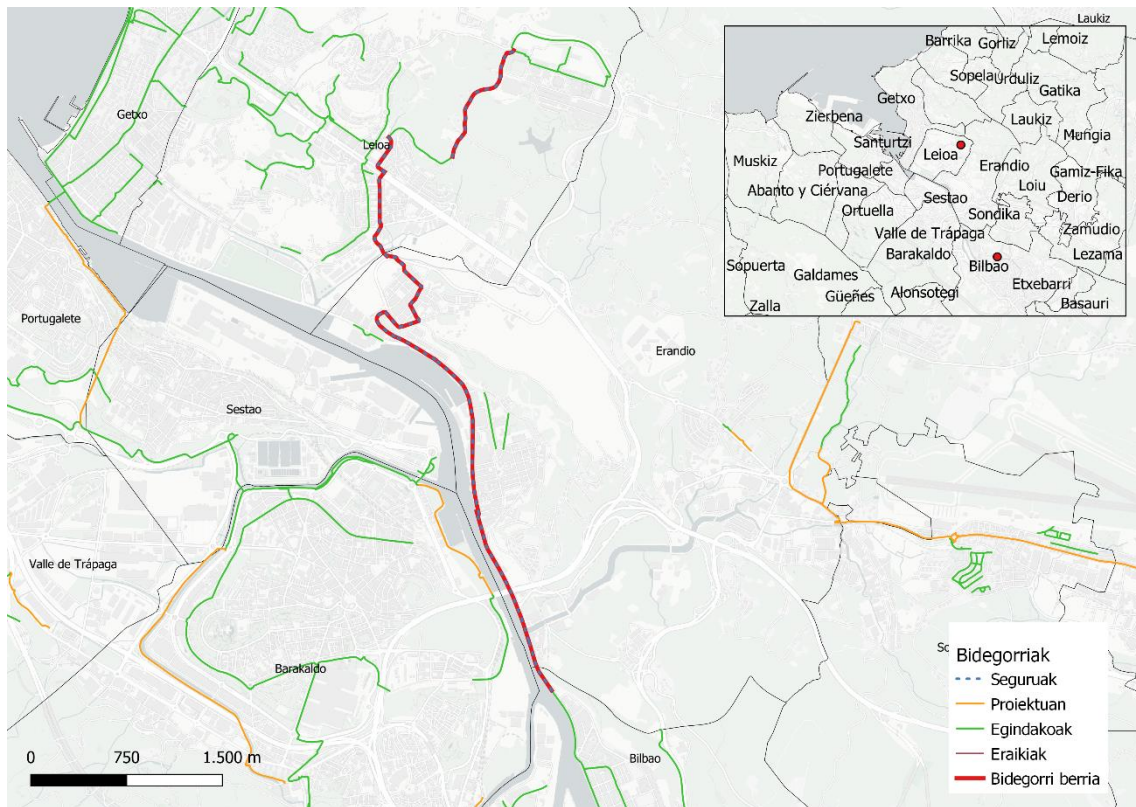 Getxo
Leioa
Portugalete
Sestao
Erandio
Valle de Trápaga
Barakaldo
Bilbao
So
0 750 1.500 m
Laukiz
Barrika
Gorliz
Lemoiz
Sopela
Urduliz
Gatika
Getxo
Zierbena
Laukiz
Mungia
Santurtzi
Leioa
Erandio
Muskiz
Portugalete
Gamiz-Fika
Loiu
Abanto y Ciérvana
Sestao
Derio
Ortuella
Sondika
Valle de Trápaga
Zamudio
Barakaldo
Lezama
Sopuerta
Bilbao
Galdames
Etxebarri
Güeñes
Alonsotegi
Basauri
Zalla
Bidegorriak
Seguruak
Proiektuan
Egindakoak
Eraikiak
Bidegorri berria